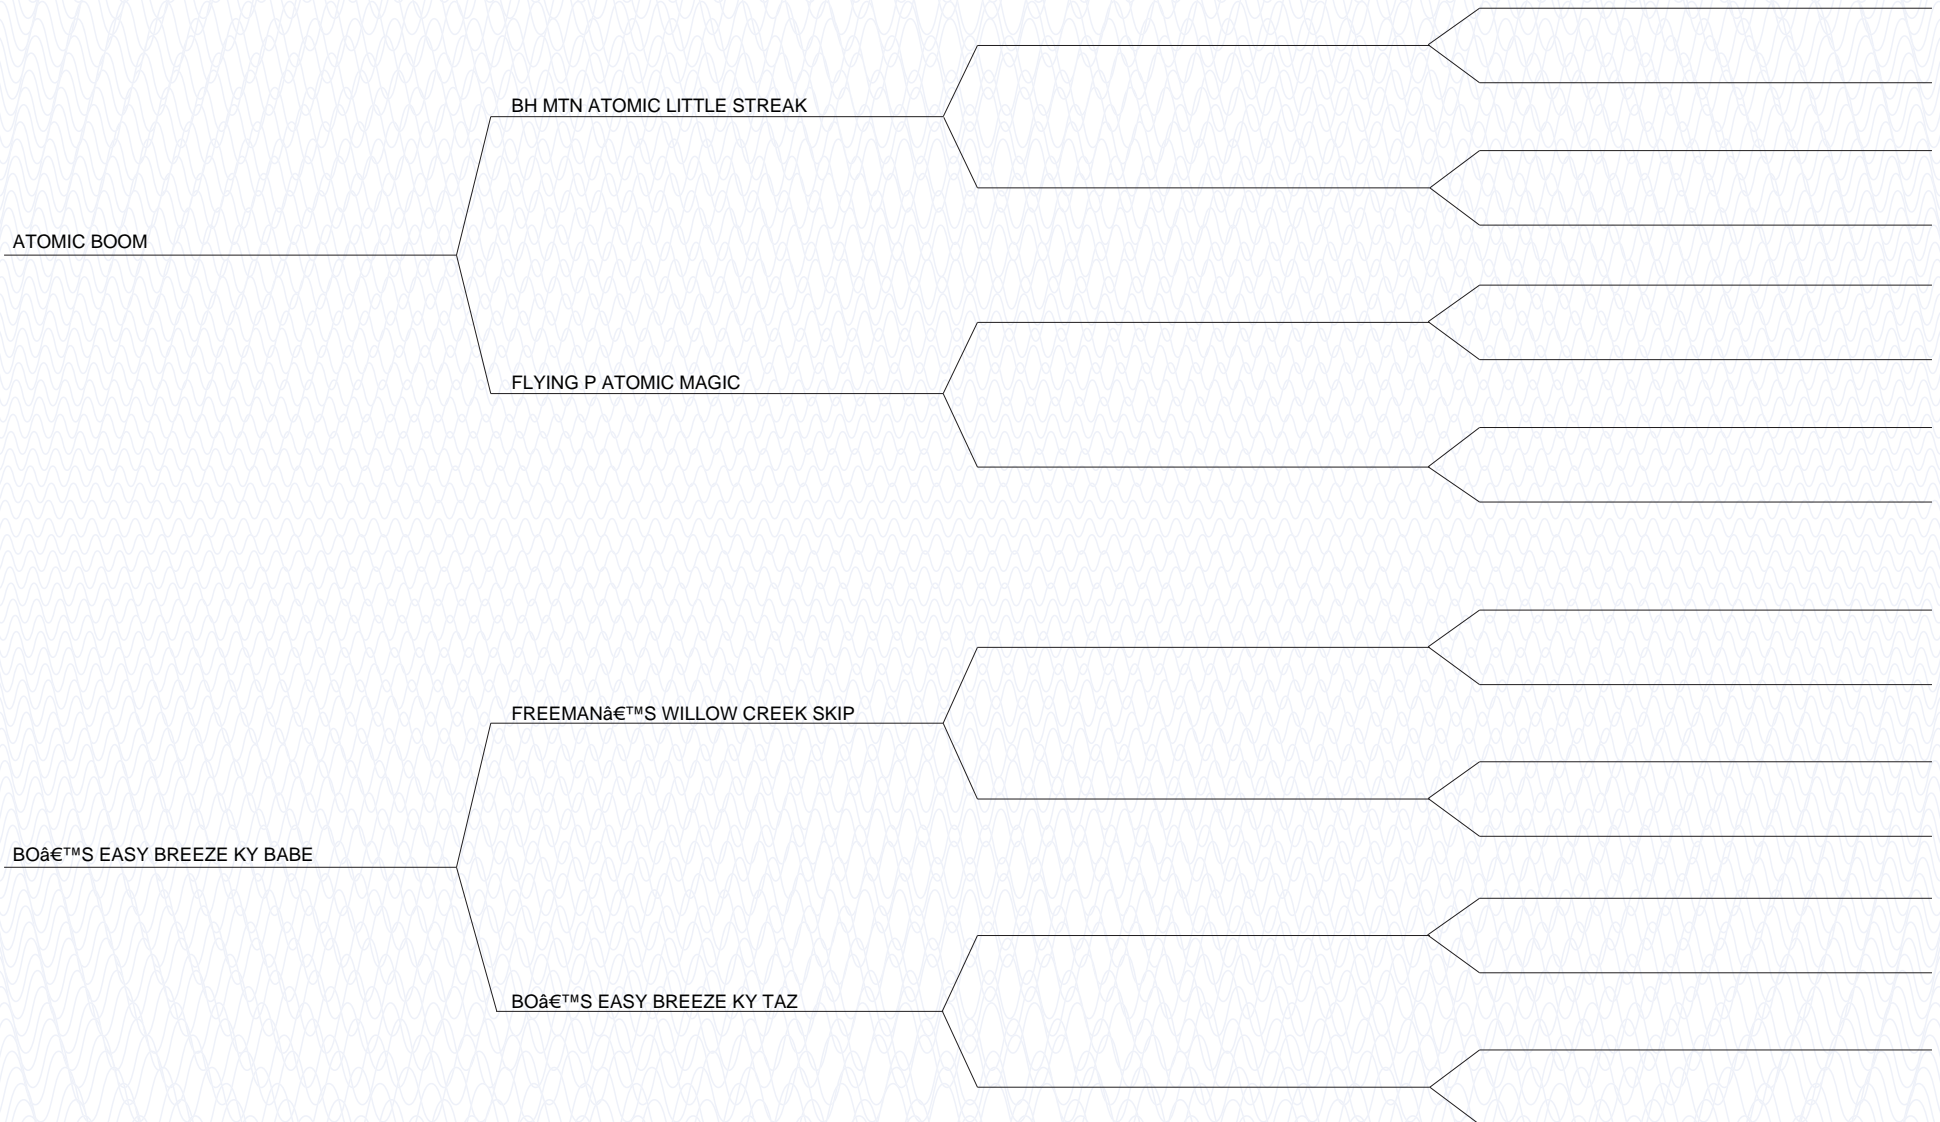 BH MTN ATOMIC LITTLE STREAK
ATOMIC BOOM
FLYING P ATOMIC MAGIC
FREEMANâ€™S WILLOW CREEK SKIP
BOâ€™S EASY BREEZE KY BABE
BOâ€™S EASY BREEZE KY TAZ